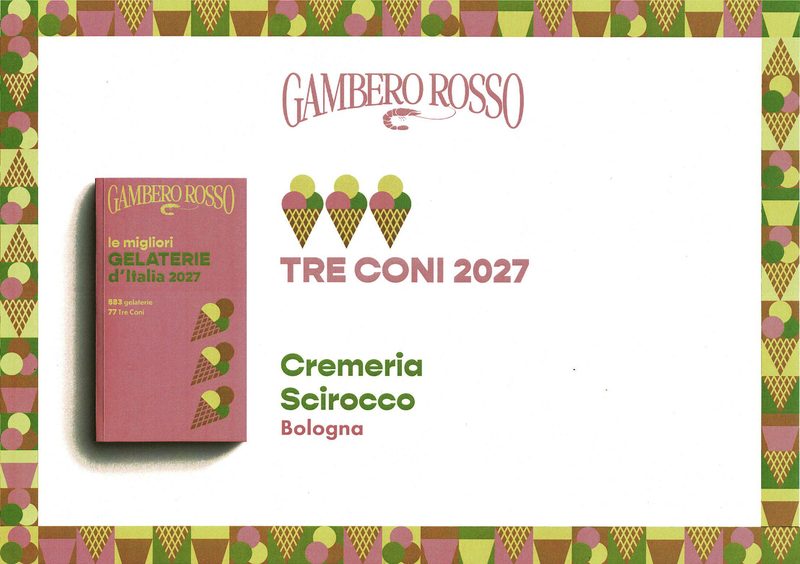 GAMBERO ROSSO
GAMBERO ROSSO
le migliori
GELATERIE
d'Italia 2027
583 gelaterie
77 Tre Coni
TRE CONI 2027
Cremeria
Scirocco
Bologna